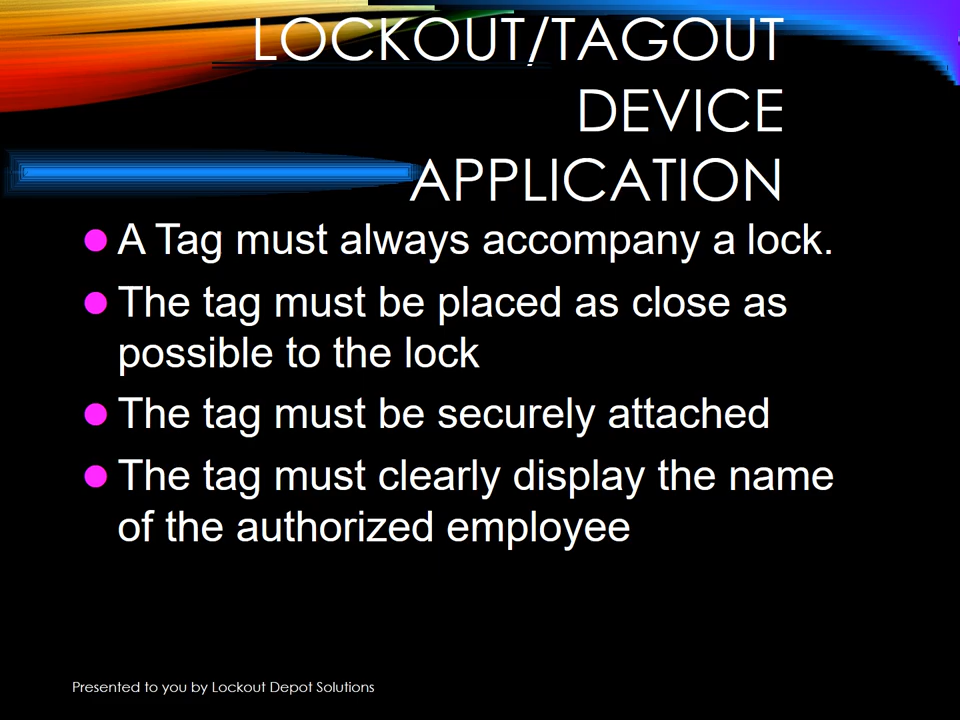 LOCKOUT/TAGOUT
DEVICE
APPLICATION
A Tag must always accompany a lock.
The tag must be placed as close as
possible to the lock
The tag must be securely attached
The tag must clearly display the name
of the authorized employee
Presented to you by Lockout Depot Solutions